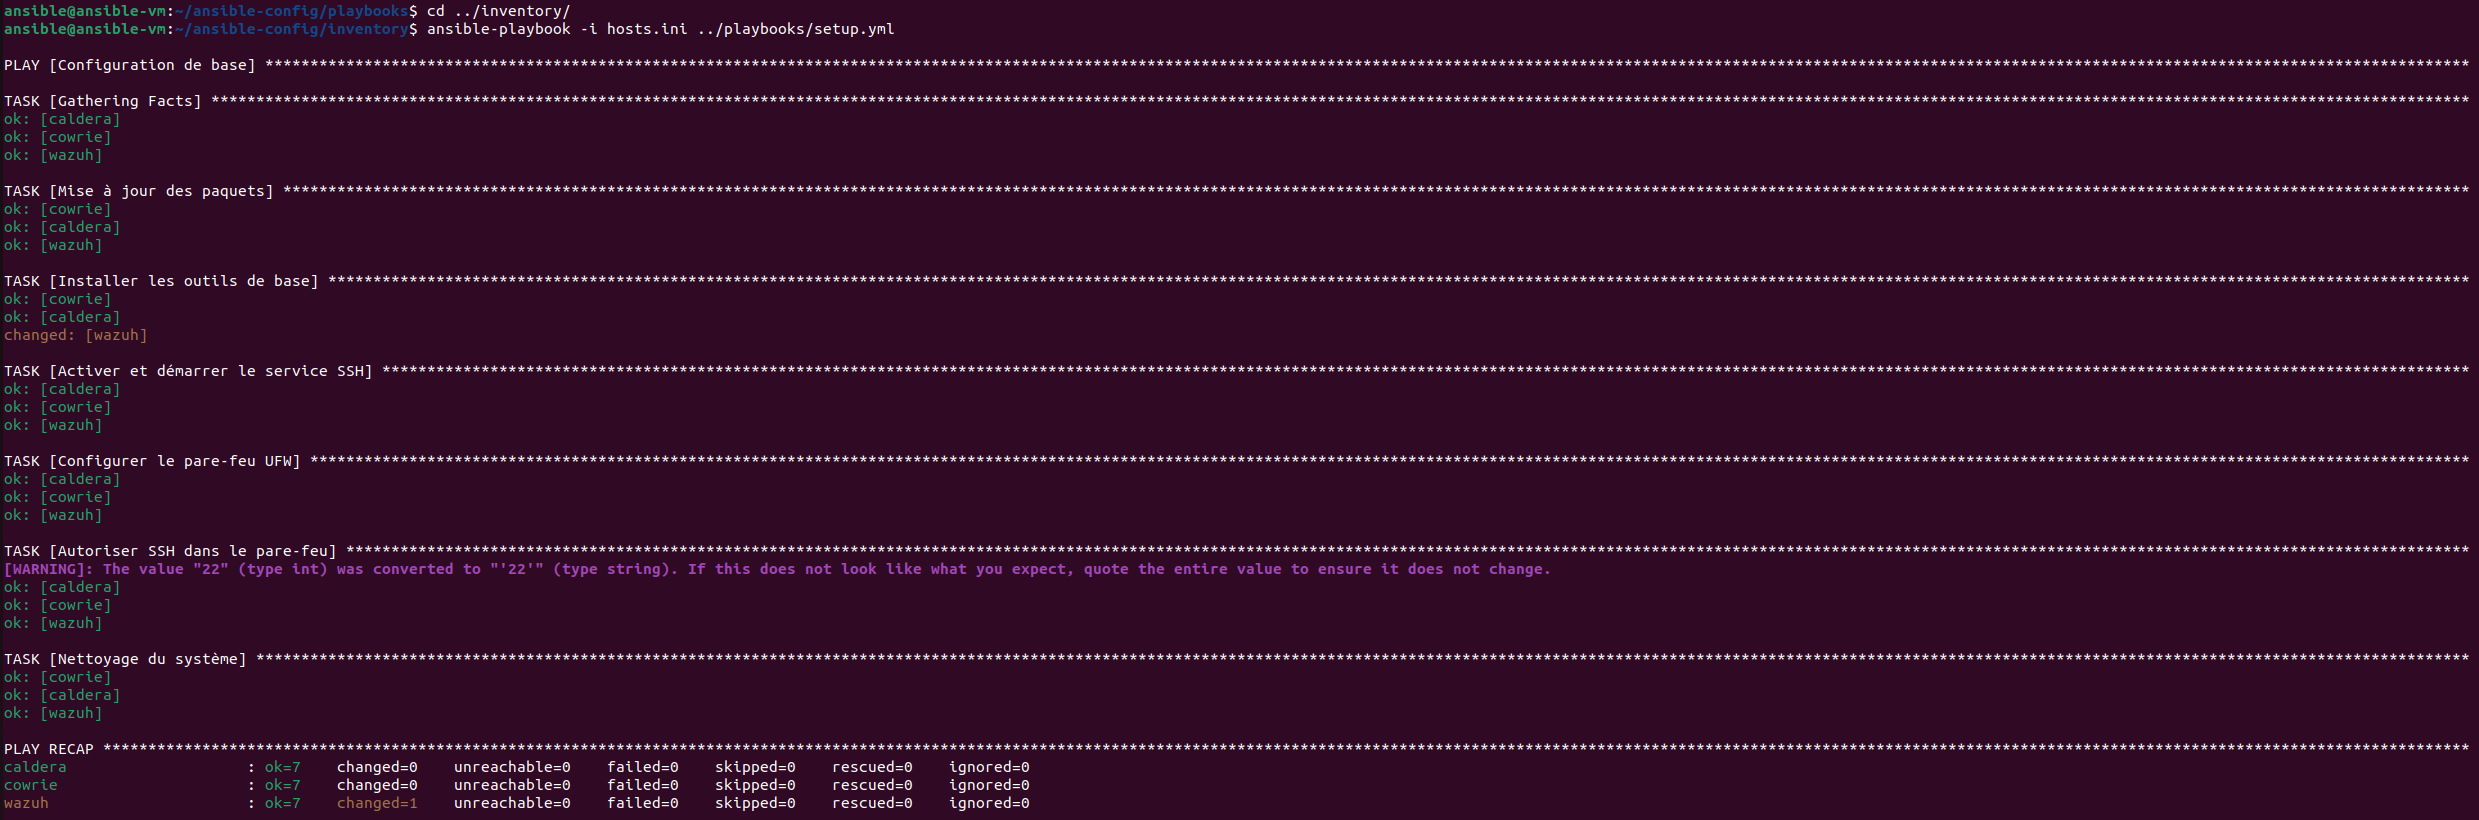 ansible@ansible-vm:~/ansible-config/playbooks$ cd ../inventory/
ansible@ansible-vm:~/ansible-config/inventory$ ansible-playbook -i hosts.ini ../playbooks/setup.yml
PLAY [Configuration de base] ****************************************************************
TASK [Gathering Facts] ****************************************************************
ok: [caldera]
ok: [cowrie]
ok: [wazuh]
TASK [Mise à jour des paquets] ****************************************************************
ok: [cowrie]
ok: [caldera]
ok: [wazuh]
TASK [Installer les outils de base] ****************************************************************
ok: [cowrie]
ok: [caldera]
changed: [wazuh]
TASK [Activer et démarrer le service SSH] ****************************************************************
ok: [caldera]
ok: [cowrie]
ok: [wazuh]
TASK [Configurer le pare-feu UFW] ****************************************************************
ok: [caldera]
ok: [cowrie]
ok: [wazuh]
TASK [Autoriser SSH dans le pare-feu] ****************************************************************
[WARNING]: The value "22" (type int) was converted to "'22'" (type string). If this does not look like what you expect, quote the entire value to ensure it does not change.
ok: [caldera]
ok: [cowrie]
ok: [wazuh]
TASK [Nettoyage du système] ****************************************************************
ok: [cowrie]
ok: [caldera]
ok: [wazuh]
PLAY RECAP ****************************************************************
caldera : ok=7 changed=0 unreachable=0 failed=0 skipped=0 rescued=0 ignored=0
cowrie : ok=7 changed=0 unreachable=0 failed=0 skipped=0 rescued=0 ignored=0
wazuh : ok=7 changed=1 unreachable=0 failed=0 skipped=0 rescued=0 ignored=0